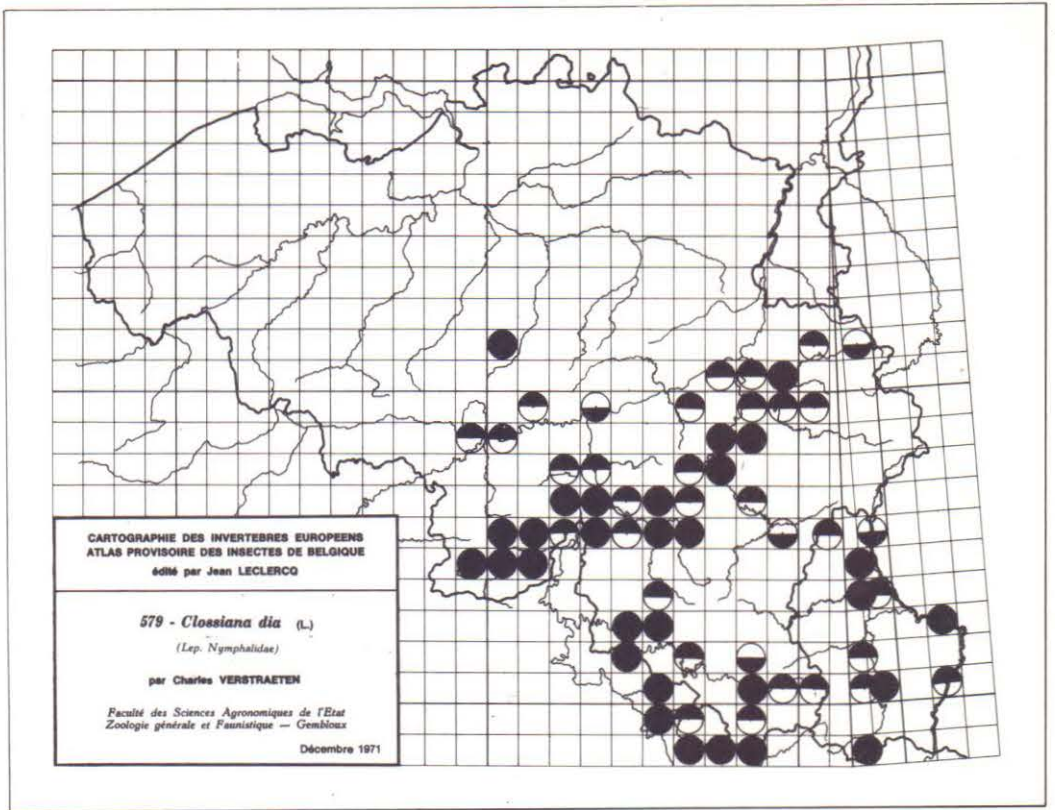 CARTOGRAPHIE DES INVERTEBRES EUROPEENS
ATLAS PROVISOIRE DES INSECTES DE BELGIQUE
édité par Jean LECLERCQ
579 - Clossiana dia (L.)
(Lep. Nymphalidae)
par Charles VERSTRAETEN
Faculté des Sciences Agronomiques de l'Etat
Zoologie générale et Faunistique — Gembloux
Décembre 1971